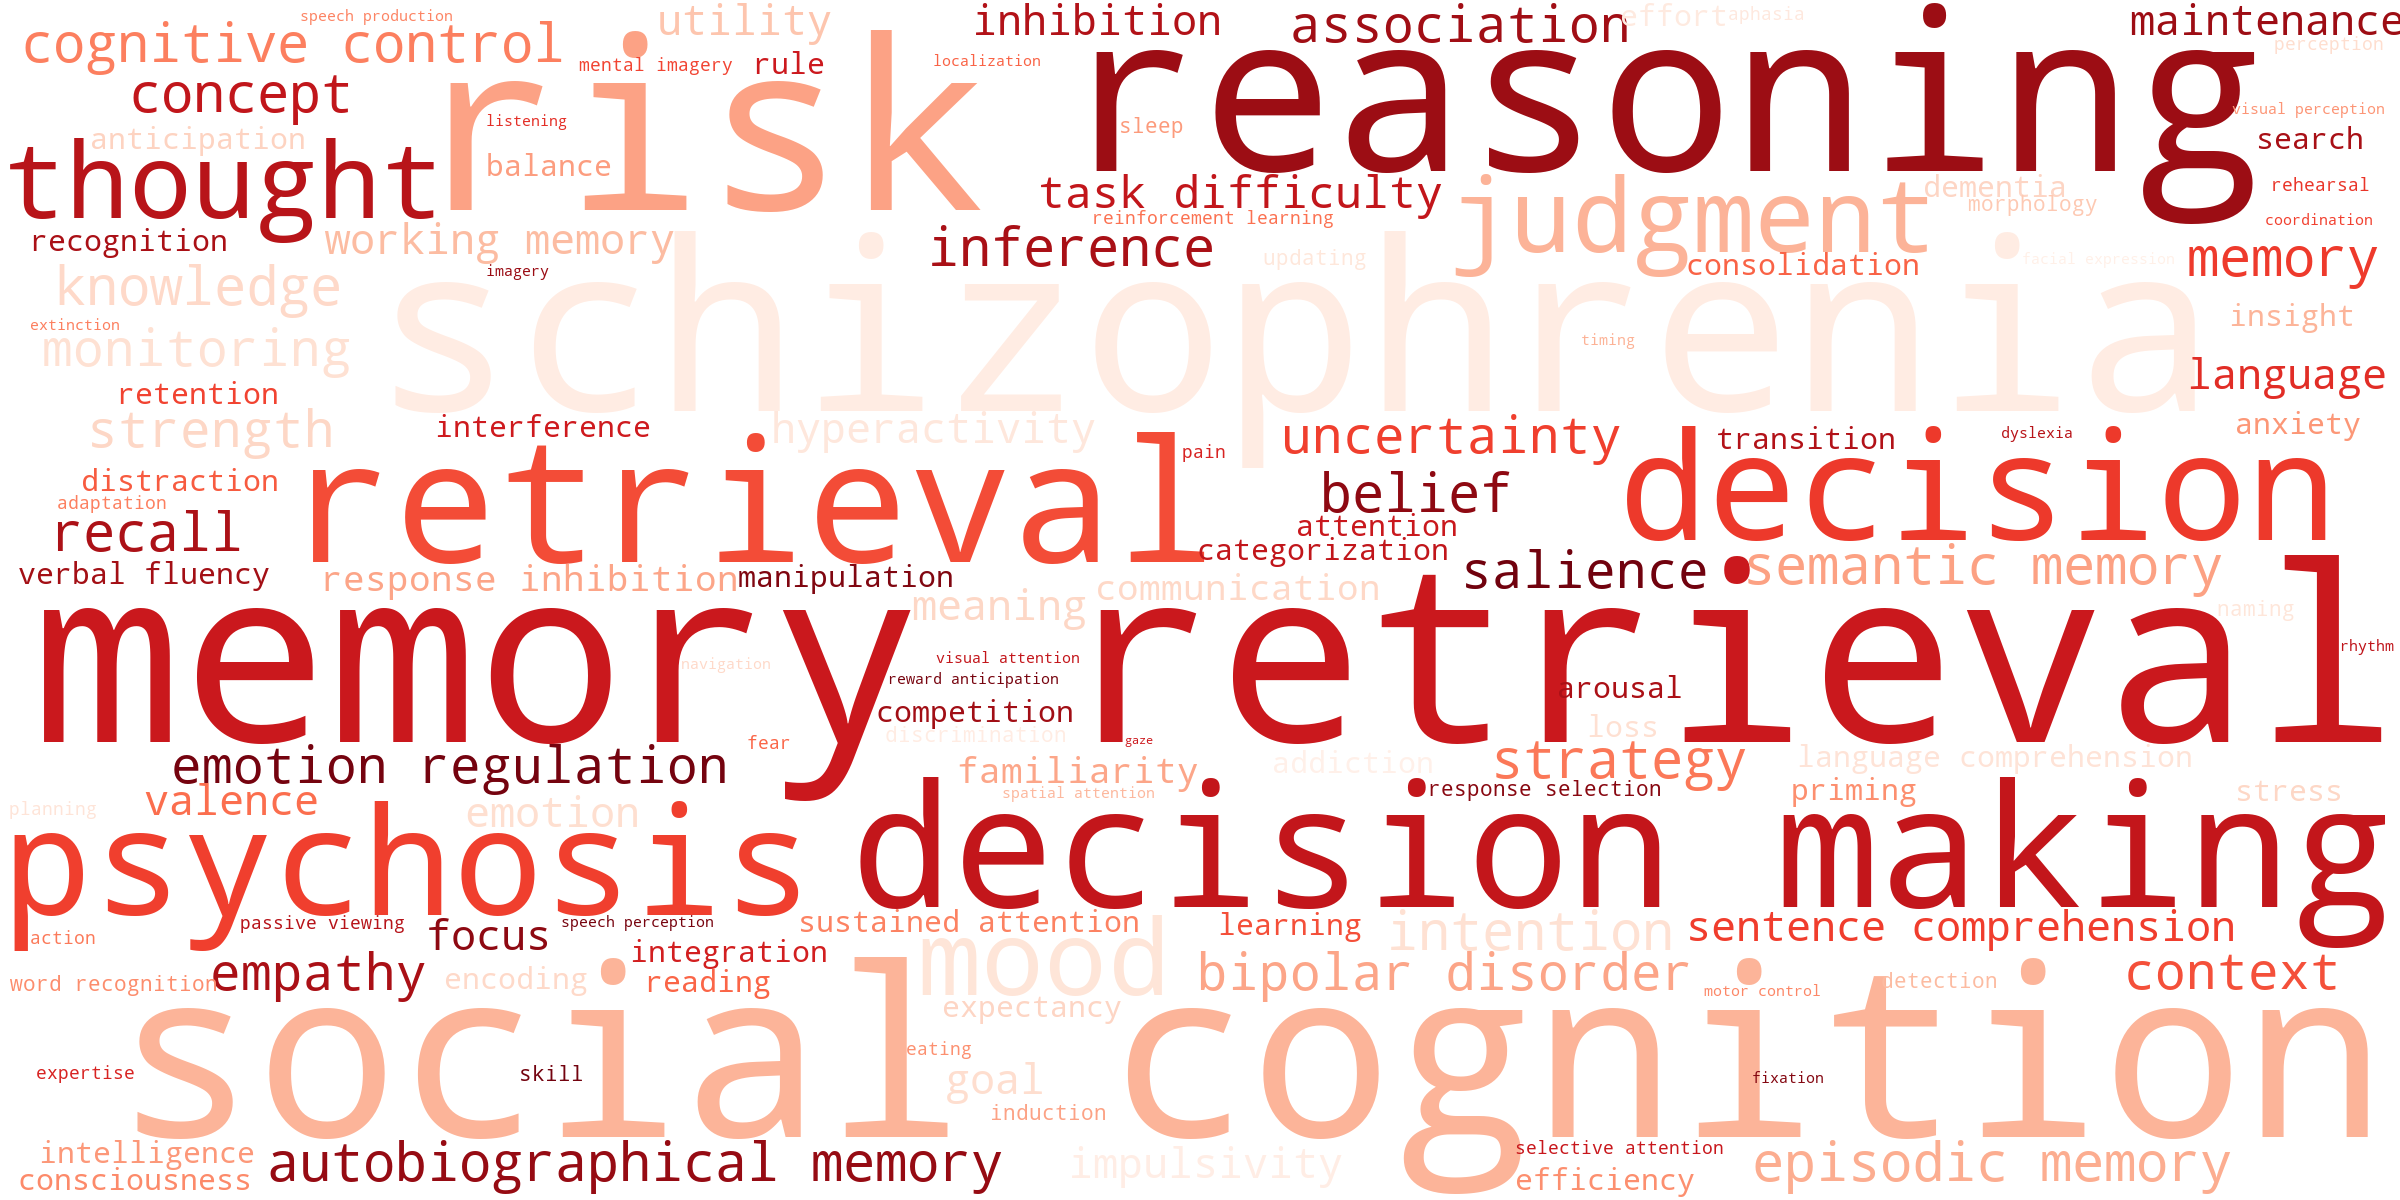 speech production
utility
inhibition
association
effort
aphasia
maintenance
cognitive control
perception
mental imagery
rule
localization
risk
reasoning
concept
visual perception
listening
sleep
anticipation
search
thought
balance
task difficulty
judgment
dementia
rehearsal
morphology
reinforcement learning
coordination
recognition
working memory
inference
updating
consolidation
facial expression
memory
imagery
knowledge
schizophrenia
insight
extinction
monitoring
timing
language
retention
strength
interference
hyperactivity
uncertainty
transition
dyslexia
anxiety
pain
distraction
retrieval
belief
decision
adaptation
recall
attention
categorization
verbal fluency
response inhibition
manipulation
salience
semantic memory
meaning
communication
naming
memory retrieval
visual attention
navigation
reward anticipation
rhythm
arousal
competition
loss
discrimination
fear
gaze
emotion regulation
familiarity
addiction
strategy
language comprehension
spatial attention
response selection
priming
stress
valence
planning
emotion
psychosis
decision making
passive viewing
focus
speech perception
sustained attention
learning
intention
sentence comprehension
action
integration
mood
empathy
encoding
reading
bipolar disorder
context
word recognition
detection
motor control
expectancy
social cognition
eating
expertise
skill
goal
fixation
induction
intelligence
autobiographical memory
impulsivity
selective attention
episodic memory
consciousness
efficiency